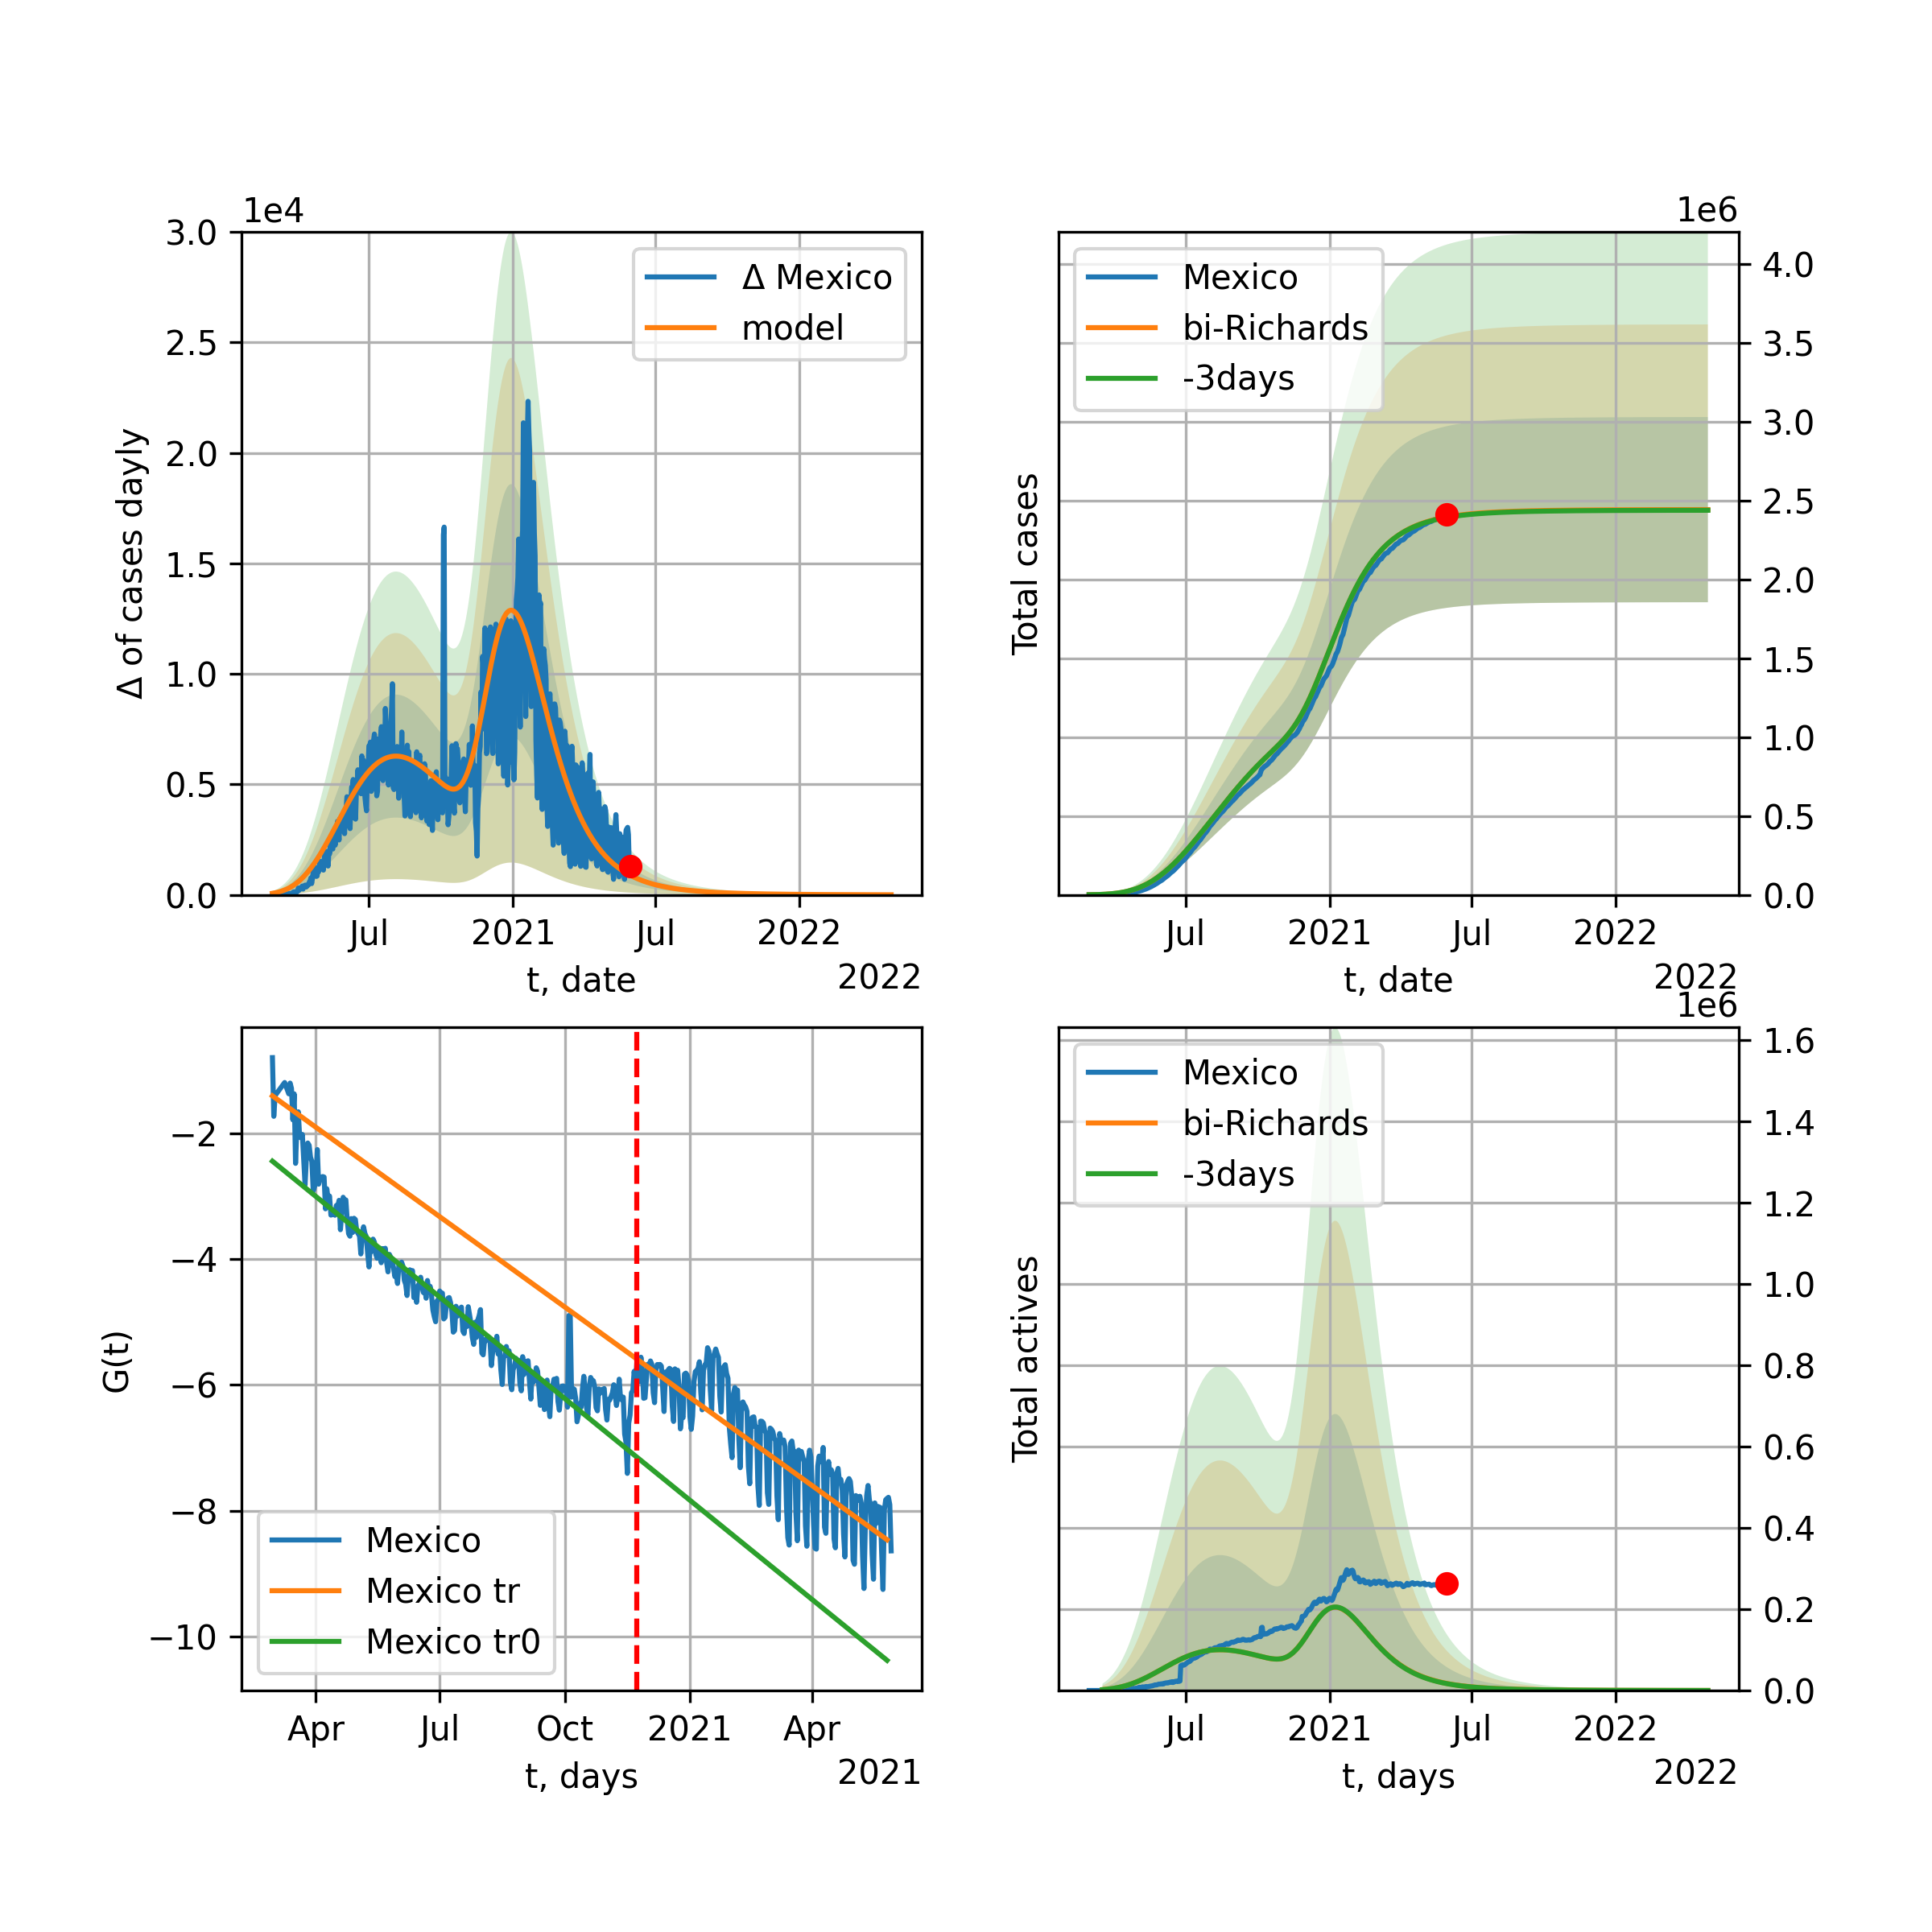 1e4
3.0
2.5
2.0
1.5
1.0
0.5
0.0
Δ of cases dayly
Δ Mexico
model
Jul
2021
Jul
2022
t, date
2022
1e6
Mexico
bi-Richards
-3days
Total cases
4.0
3.5
3.0
2.5
2.0
1.5
1.0
0.5
0.0
Jul
2021
Jul
2022
t, date
2022
G(t)
−2
−4
−6
−8
−10
Mexico
Mexico tr
Mexico tr0
Apr
Jul
Oct
2021
Apr
t, days
2021
1e6
Mexico
bi-Richards
-3days
Total actives
1.6
1.4
1.2
1.0
0.8
0.6
0.4
0.2
0.0
Jul
2021
Jul
2022
t, days
2022